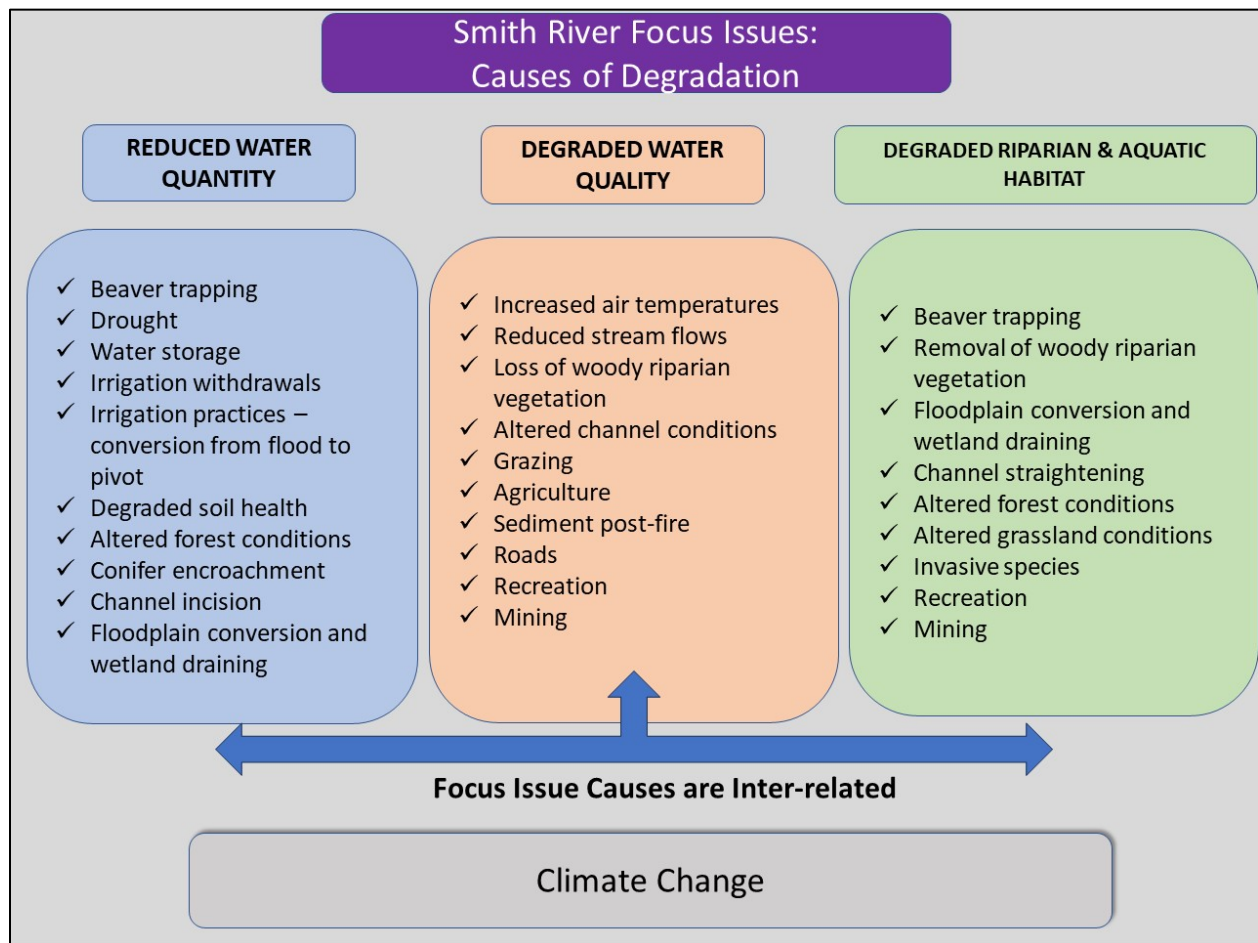 Smith River Focus Issues:
Causes of Degradation
REDUCED WATER
QUANTITY
✓ Beaver trapping
✓ Drought
✓ Water storage
✓ Irrigation withdrawals
✓ Irrigation practices –
conversion from flood to
pivot
✓ Degraded soil health
✓ Altered forest conditions
✓ Conifer encroachment
✓ Channel incision
✓ Floodplain conversion and
wetland draining
DEGRADED WATER
QUALITY
✓ Increased air temperatures
✓ Reduced stream flows
✓ Loss of woody riparian
vegetation
✓ Altered channel conditions
✓ Grazing
✓ Agriculture
✓ Sediment post-fire
✓ Roads
✓ Recreation
✓ Mining
DEGRADED RIPARIAN & AQUATIC
HABITAT
✓ Beaver trapping
✓ Removal of woody riparian
vegetation
✓ Floodplain conversion and
wetland draining
✓ Channel straightening
✓ Altered forest conditions
✓ Altered grassland conditions
✓ Invasive species
✓ Recreation
✓ Mining
Focus Issue Causes are Inter-related
Climate Change